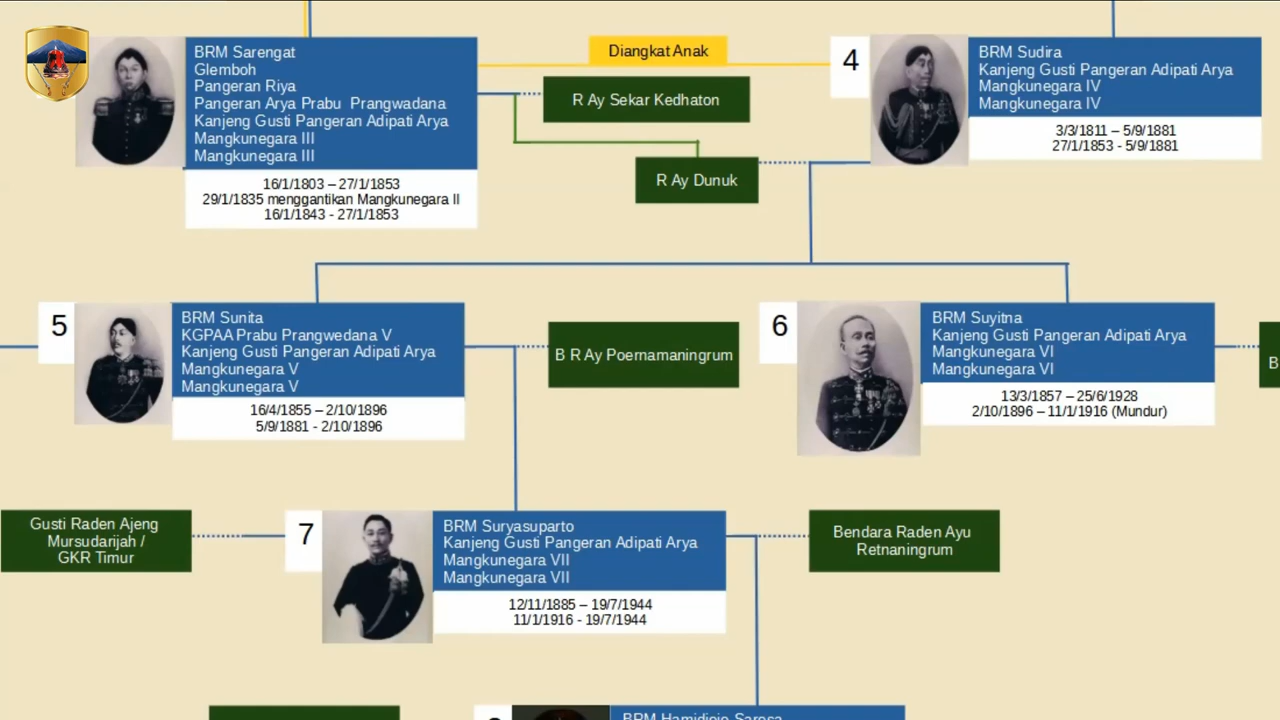 BRM Sarengat
Glemboh
Pangeran Riya
Pangeran Arya Prabu Prangwadana
Kanjeng Gusti Pangeran Adipati Arya
Mangkunegara III
Mangkunegara III
16/1/1803 – 27/1/1853
29/1/1835 menggantikan Mangkunegara II
16/1/1843 - 27/1/1853
Diangkat Anak
R Ay Sekar Kedhaton
R Ay Dunuk
4
BRM Sudira
Kanjeng Gusti Pangeran Adipati Arya
Mangkunegara IV
Mangkunegara IV
3/3/1811 – 5/9/1881
27/1/1853 - 5/9/1881
5
BRM Sunita
KGPAA Prabu Prangwedana V
Kanjeng Gusti Pangeran Adipati Arya
Mangkunegara V
Mangkunegara V
16/4/1855 – 2/10/1896
5/9/1881 - 2/10/1896
B R Ay Poernamaningrum
6
BRM Suyitna
Kanjeng Gusti Pangeran Adipati Arya
Mangkunegara VI
Mangkunegara VI
13/3/1857 – 25/6/1928
2/10/1896 – 11/1/1916 (Mundur)
B
Gusti Raden Ajeng
Mursudarijah /
GKR Timur
7
BRM Suryasuparto
Kanjeng Gusti Pangeran Adipati Arya
Mangkunegara VII
Mangkunegara VII
12/11/1885 – 19/7/1944
11/1/1916 - 19/7/1944
Bendara Raden Ayu
Retnaningrum
BRM Hamidjojo Sarosa